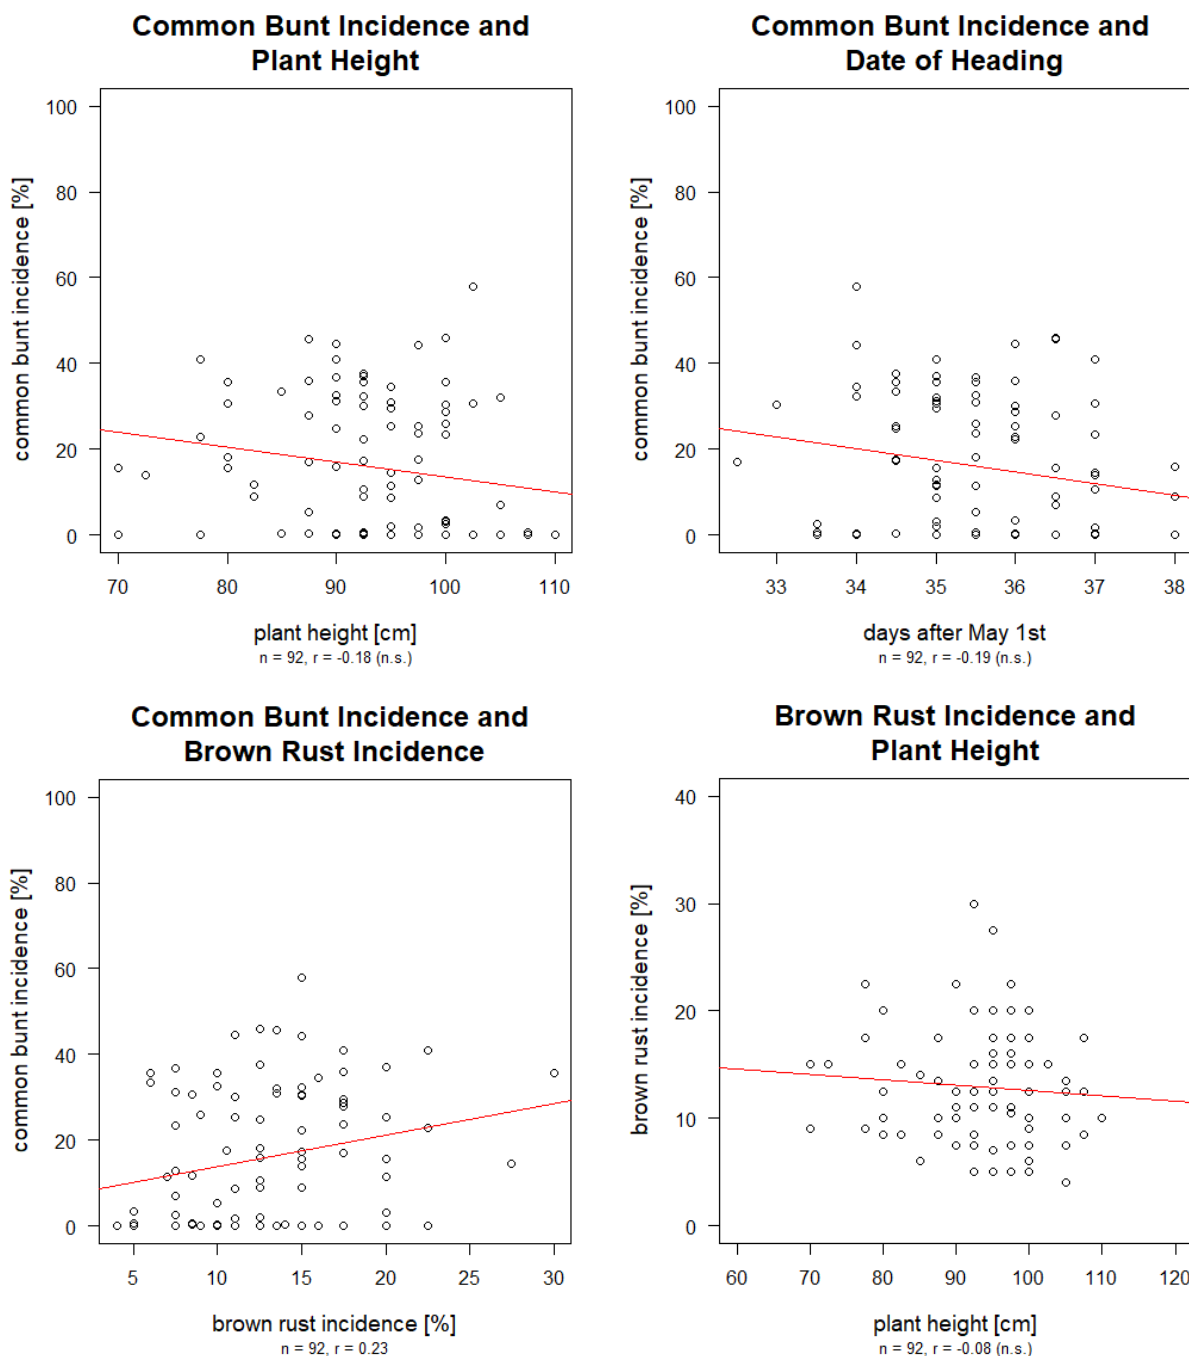 Common Bunt Incidence and
Plant Height
common bunt incidence [%]
100
80
60
40
20
0
70 80 90 100 110
plant height [cm]
n = 92, r = -0.18 (n.s.)
Common Bunt Incidence and
Date of Heading
common bunt incidence [%]
100
80
60
40
20
0
33 34 35 36 37 38
days after May 1st
n = 92, r = -0.19 (n.s.)
Common Bunt Incidence and
Brown Rust Incidence
common bunt incidence [%]
100
80
60
40
20
0
5 10 15 20 25 30
brown rust incidence [%]
n = 92, r = 0.23
Brown Rust Incidence and
Plant Height
brown rust incidence [%]
40
30
20
10
0
60 70 80 90 100 110 120
plant height [cm]
n = 92, r = -0.08 (n.s.)